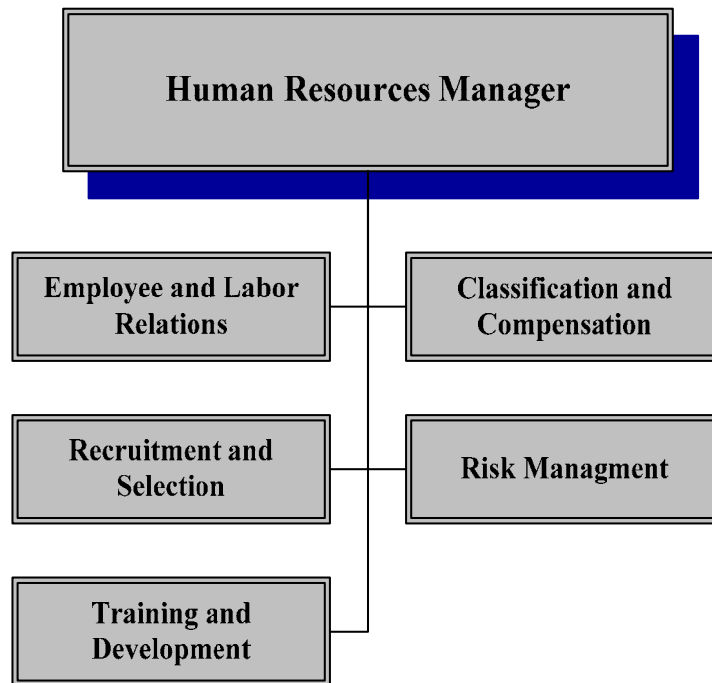 Human Resources Manager
Employee and Labor
Relations
Classification and
Compensation
Recruitment and
Selection
Risk Managment
Training and
Development